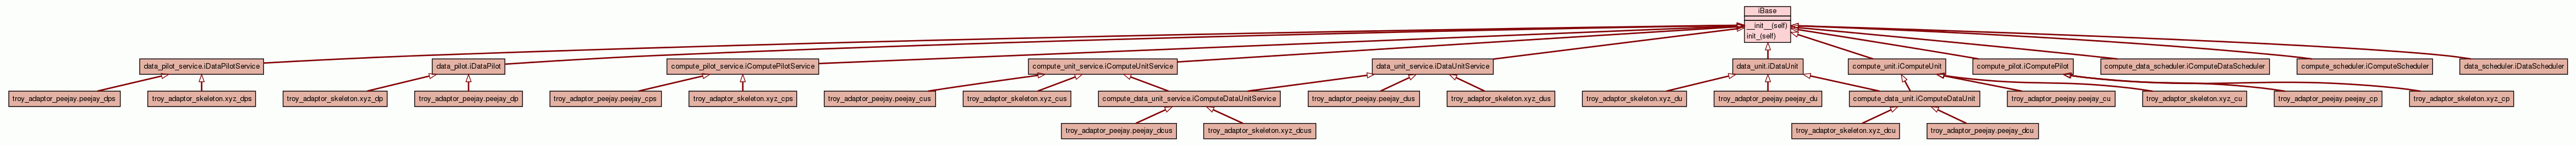 iBase
__init__(self)
init_(self)
data_pilot_service.iDataPilotService
data_pilot.iDataPilot
compute_pilot_service.iComputePilotService
compute_unit_service.iComputeUnitService
data_unit_service.iDataUnitService
data_unit.iDataUnit
compute_unit.iComputeUnit
compute_pilot.iComputePilot
compute_data_scheduler.iComputeDataScheduler
compute_scheduler.iComputeScheduler
data_scheduler.iDataScheduler
troy_adaptor_peejay.peejay_dps
troy_adaptor_skeleton.xyz_dps
troy_adaptor_skeleton.xyz_dp
troy_adaptor_peejay.peejay_dp
troy_adaptor_peejay.peejay_cps
troy_adaptor_skeleton.xyz_cps
troy_adaptor_peejay.peejay_cus
troy_adaptor_skeleton.xyz_cus
compute_data_unit_service.iComputeDataUnitService
troy_adaptor_peejay.peejay_dus
troy_adaptor_skeleton.xyz_dus
troy_adaptor_skeleton.xyz_du
troy_adaptor_peejay.peejay_du
compute_data_unit.iComputeDataUnit
troy_adaptor_peejay.peejay_cu
troy_adaptor_skeleton.xyz_cu
troy_adaptor_peejay.peejay_cp
troy_adaptor_skeleton.xyz_cp
troy_adaptor_peejay.peejay_dcus
troy_adaptor_skeleton.xyz_dcus
troy_adaptor_skeleton.xyz_dcu
troy_adaptor_peejay.peejay_dcu